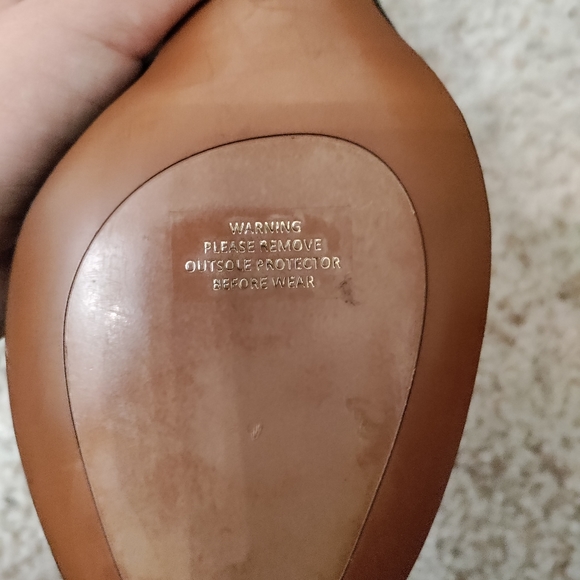 WARNING
PLEASE REMOVE
OUTSOLE PROTECTOR
BEFORE WEAR